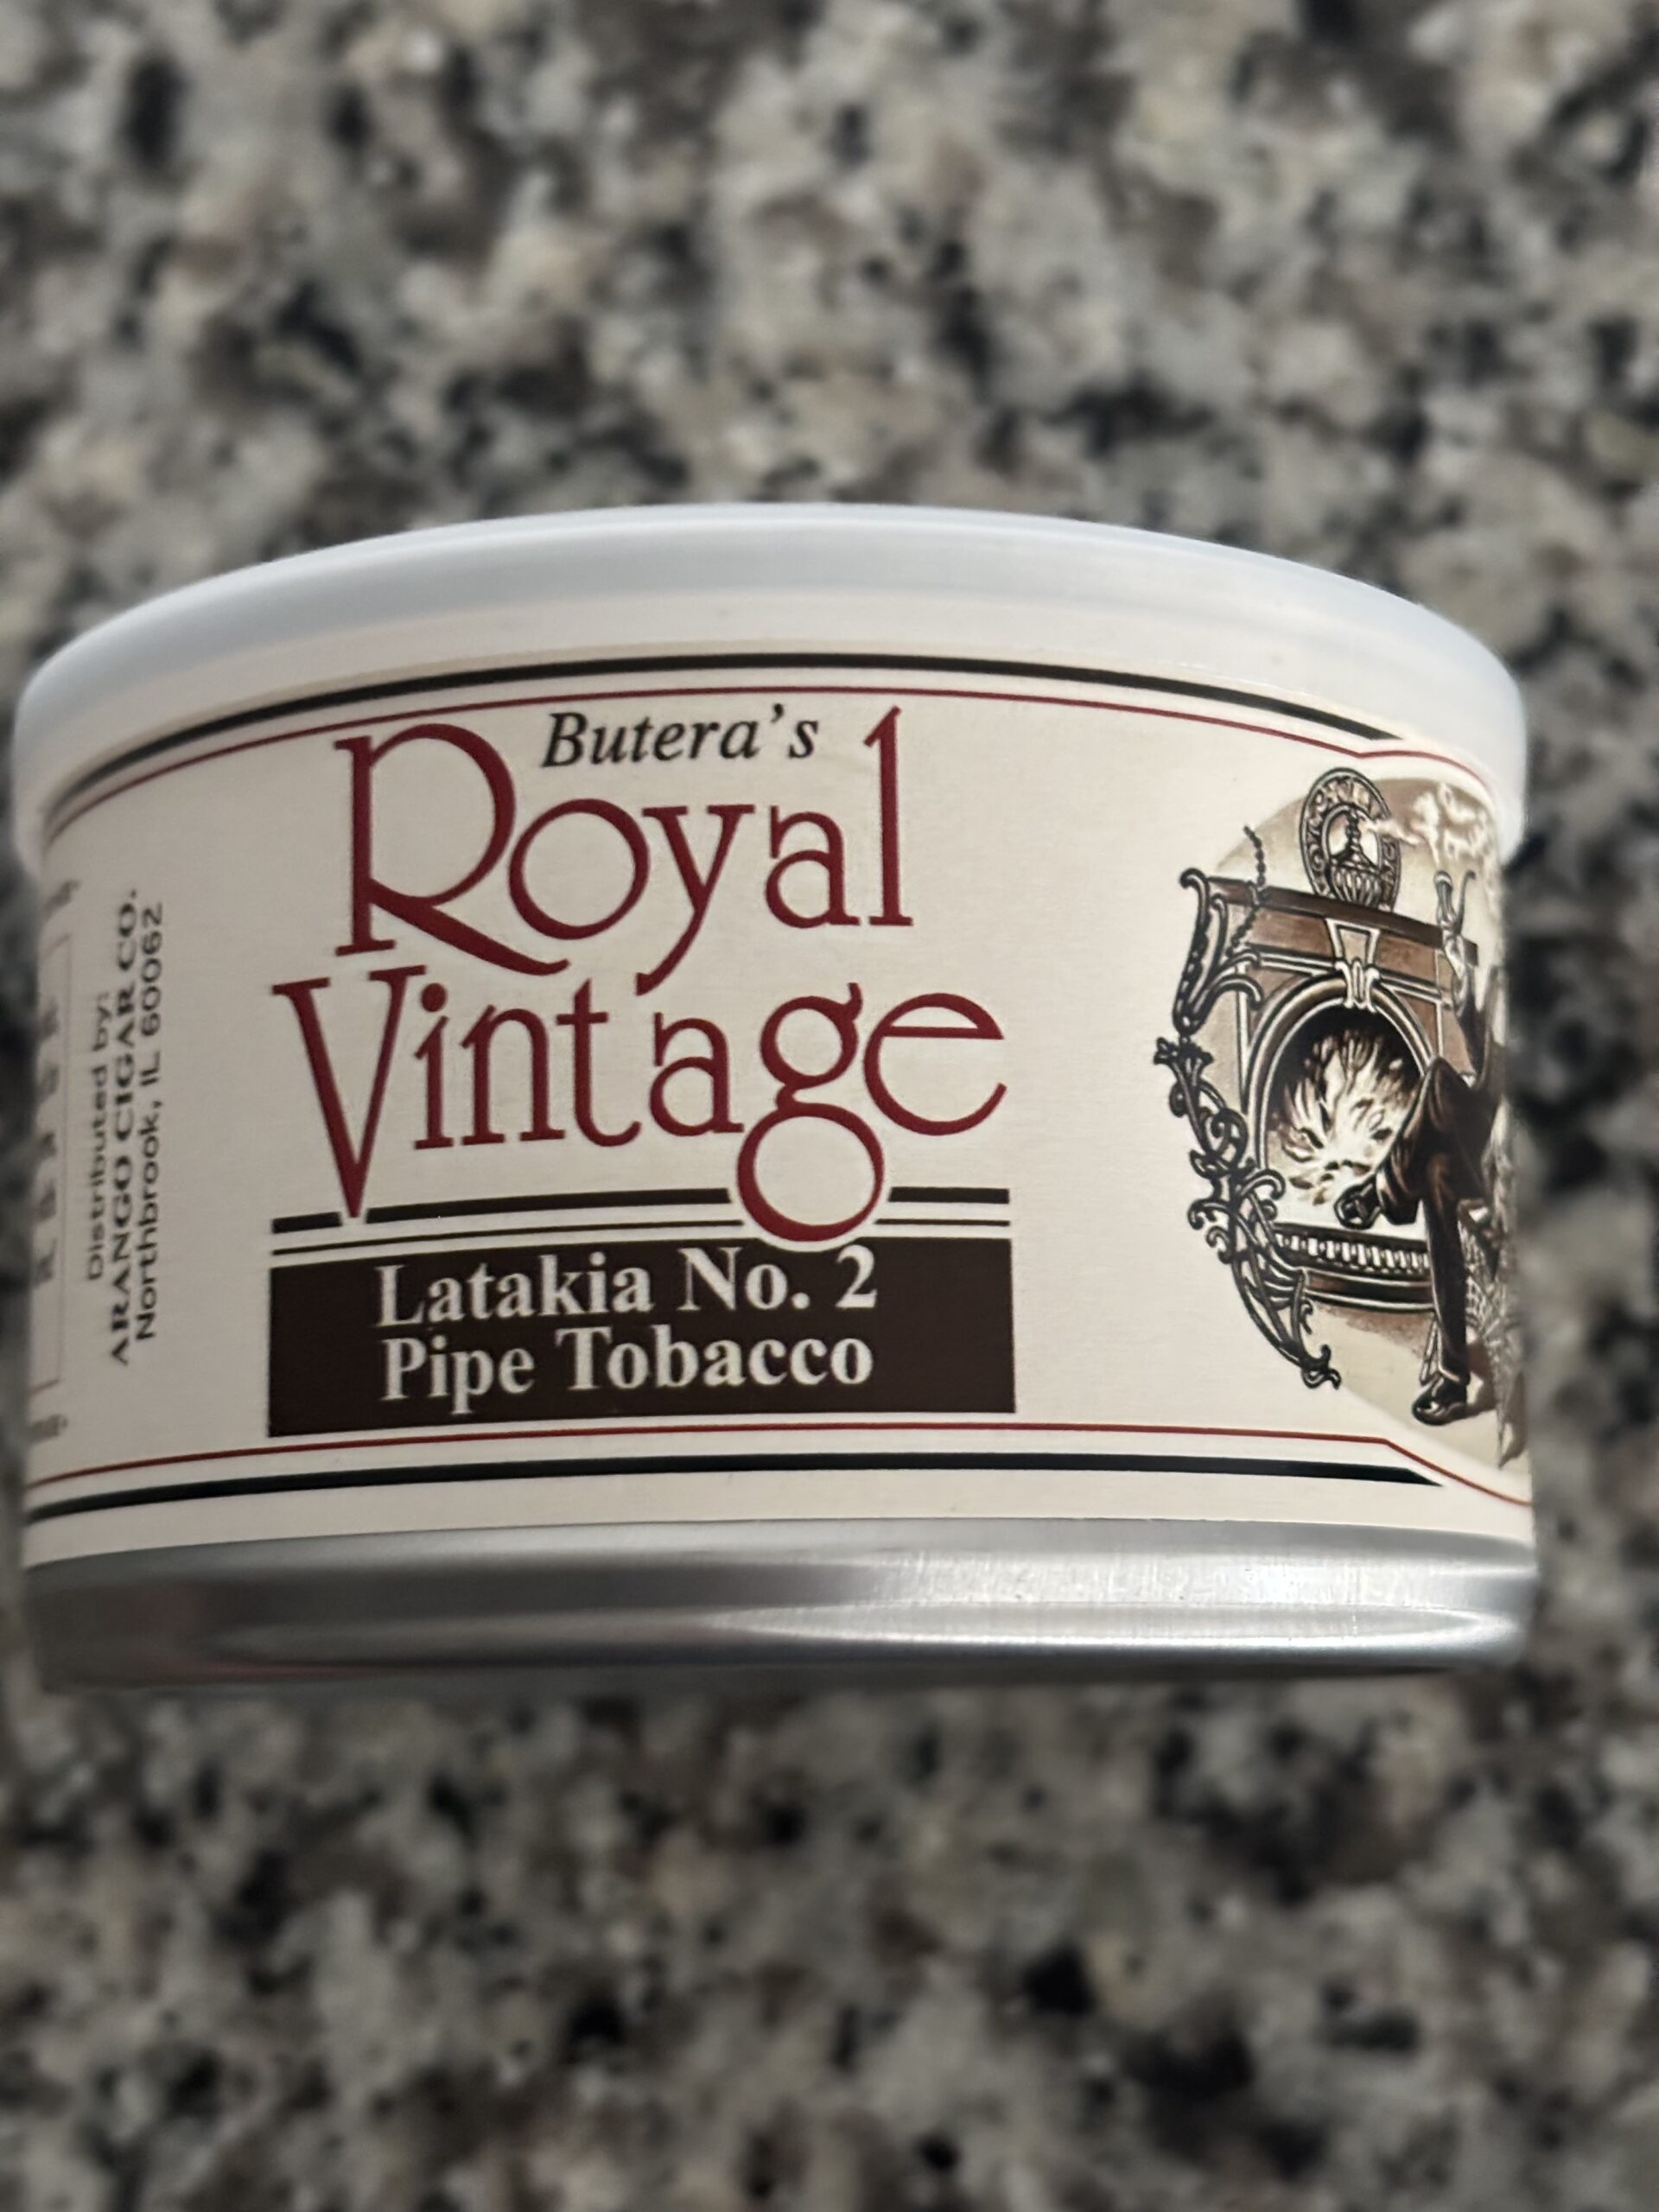 Butera's
Royal
Vintage
Latakia No. 2
Pipe Tobacco
Distributed by:
ARANGO CIGAR CO.
Northbrook, IL 60062